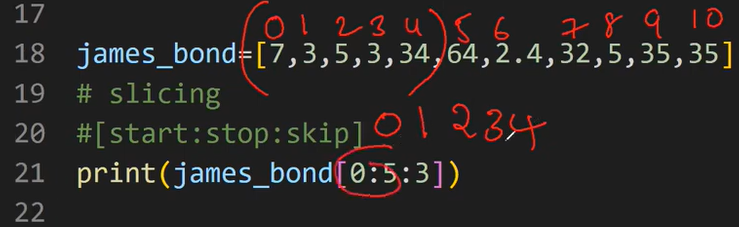 0 1 2 3 4 5 6 7 8 9 10
17
18 james_bond=[7,3,5,3,34,64,2.4,32,5,35,35]
19 # slicing
20 #[start:stop:skip] 0 1 2 3 4
21 print(james_bond[0:5:3])
22